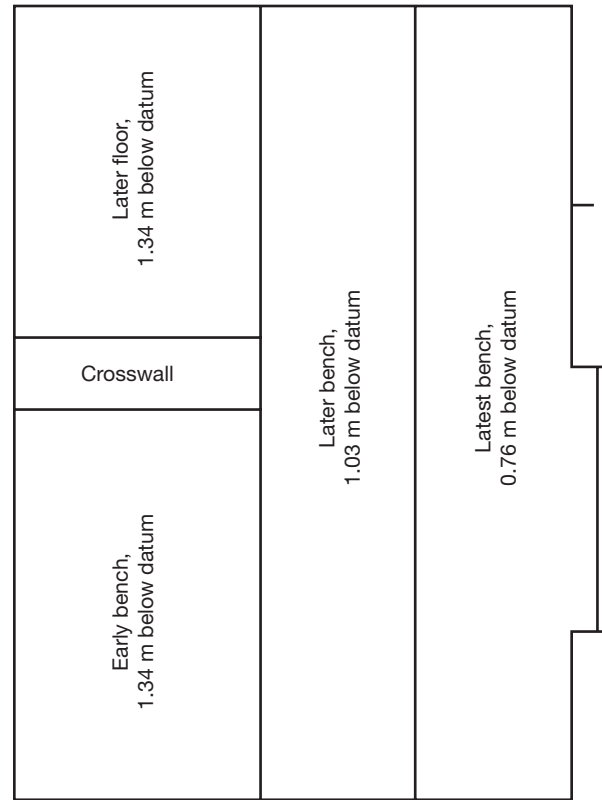 Later floor,
1.34 m below datum
Crosswall
Early bench,
1.34 m below datum
Later bench,
1.03 m below datum
Latest bench,
0.76 m below datum